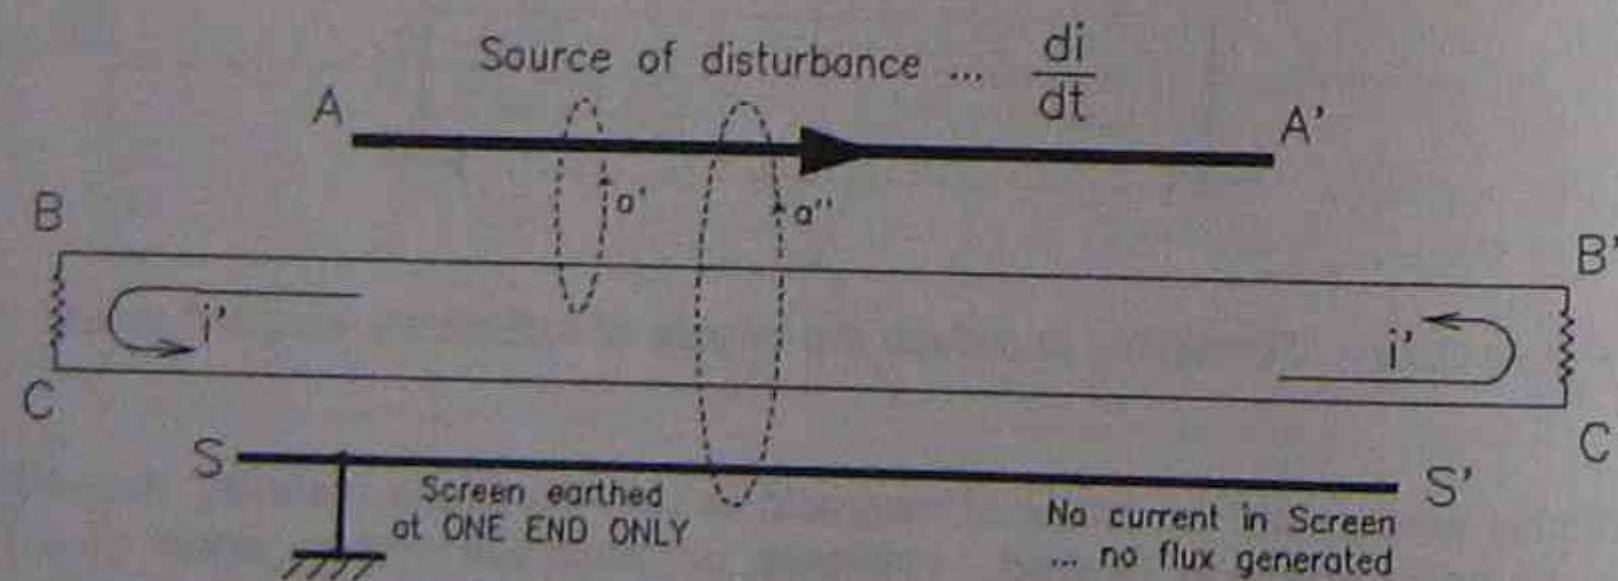 Source of disturbance ... di
dt
A
A'
a'
a"
B
B'
i'
i'
C
C
S
S'
Screen earthed
at ONE END ONLY
No current in Screen
... no flux generated